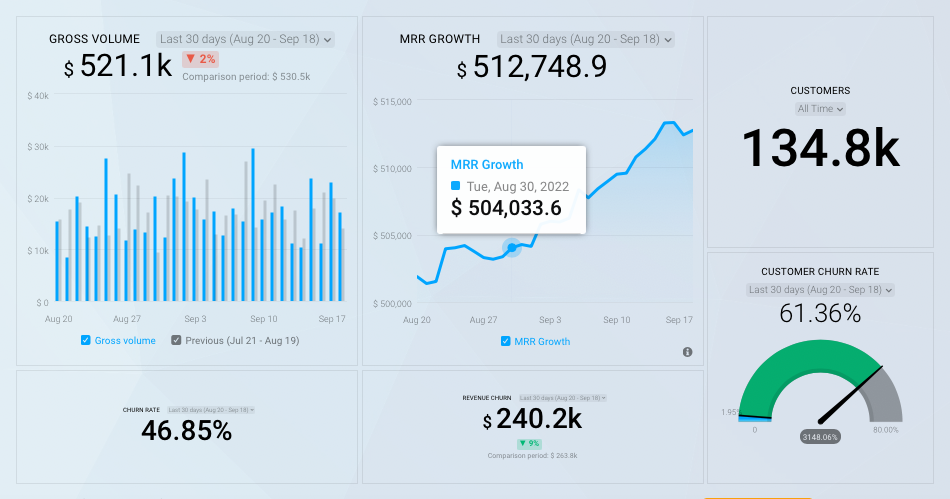 GROSS VOLUME Last 30 days (Aug 20 - Sep 18)
$ 521.1k ▼ 2%
Comparison period: $ 530.5k
$ 40k
$ 30k
$ 20k
$ 10k
$ 0
Aug 20 Aug 27 Sep 3 Sep 10 Sep 17
Gross volume Previous (Jul 21 - Aug 19)
MRR GROWTH Last 30 days (Aug 20 - Sep 18)
$ 512,748.9
$ 515,000
$ 510,000
$ 505,000
$ 500,000
MRR Growth
Tue, Aug 30, 2022
$ 504,033.6
Aug 20 Aug 27 Sep 3 Sep 10 Sep 17
MRR Growth
CUSTOMERS
All Time
134.8k
CUSTOMER CHURN RATE
Last 30 days (Aug 20 - Sep 18)
61.36%
1.95%
0 80.00%
3148.06%
CHURN RATE Last 30 days (Aug 20 - Sep 18)
46.85%
REVENUE CHURN Last 30 days (Aug 20 - Sep 18)
$ 240.2k
▼ 9%
Comparison period: $ 263.8k